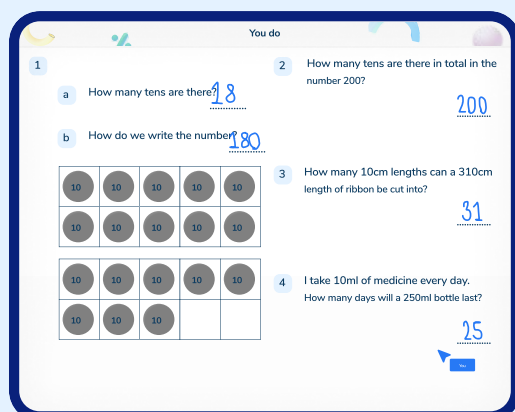 You do
1
a How many tens are there? 18
b How do we write the number? 180
10 10 10 10 10
10 10 10 10 10
10 10 10 10 10
10 10 10
2 How many tens are there in total in the
number 200?
200
3 How many 10cm lengths can a 310cm
length of ribbon be cut into?
31
4 I take 10ml of medicine every day.
How many days will a 250ml bottle last?
25
You